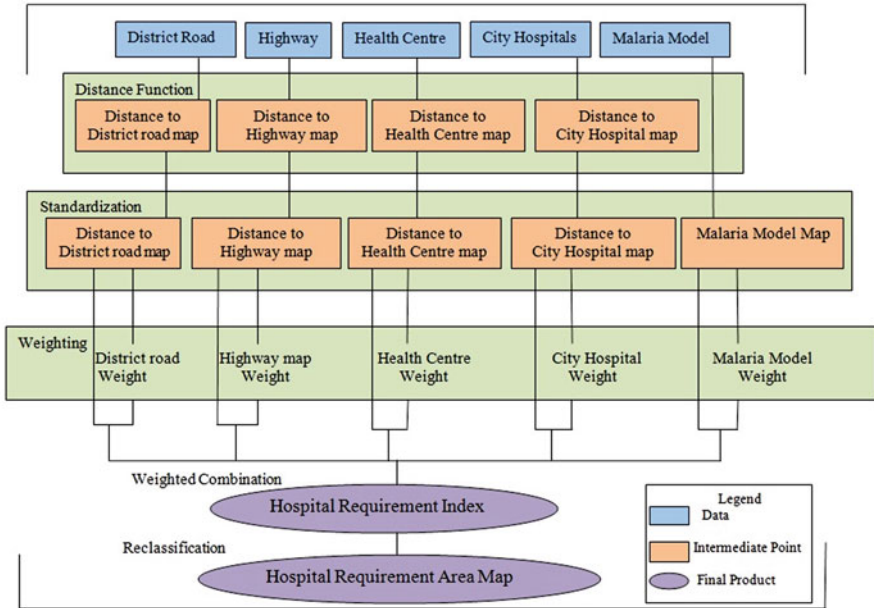 District Road
Highway
Health Centre
City Hospitals
Malaria Model
Distance Function
Distance to
District road map
Distance to
Highway map
Distance to
Health Centre map
Distance to
City Hospital map
Standardization
Distance to
District road map
Distance to
Highway map
Distance to
Health Centre map
Distance to
City Hospital map
Malaria Model Map
Weighting
District road
Weight
Highway map
Weight
Health Centre
Weight
City Hospital
Weight
Malaria Model
Weight
Weighted Combination
Hospital Requirement Index
Reclassification
Hospital Requirement Area Map
Legend
Data
Intermediate Point
Final Product